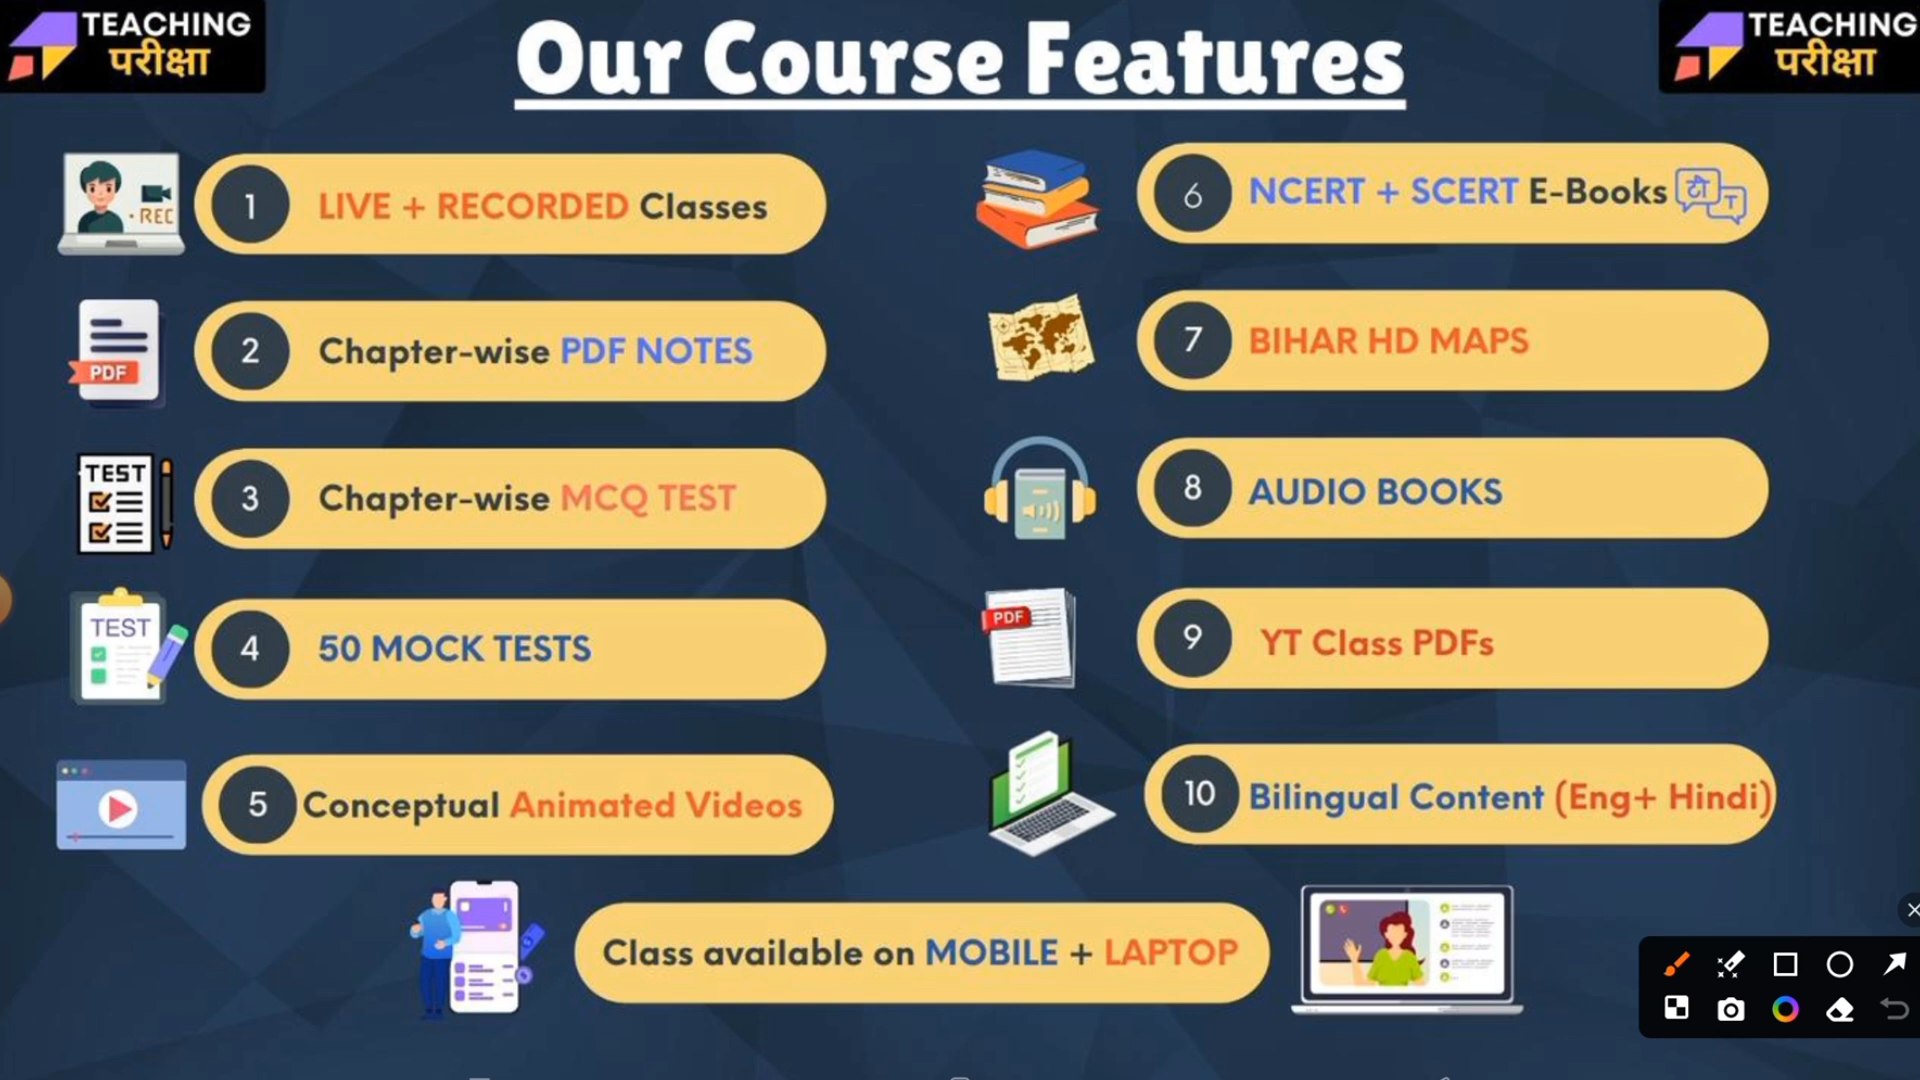 TEACHING
परीक्षा
Our Course Features
TEACHING
परीक्षा
REC
1 LIVE + RECORDED Classes
PDF
2 Chapter-wise PDF NOTES
TEST
3 Chapter-wise MCQ TEST
TEST
4 50 MOCK TESTS
5 Conceptual Animated Videos
6 NCERT + SCERT E-Books
T
7 BIHAR HD MAPS
8 AUDIO BOOKS
PDF
9 YT Class PDFs
10 Bilingual Content (Eng+ Hindi)
Class available on MOBILE + LAPTOP